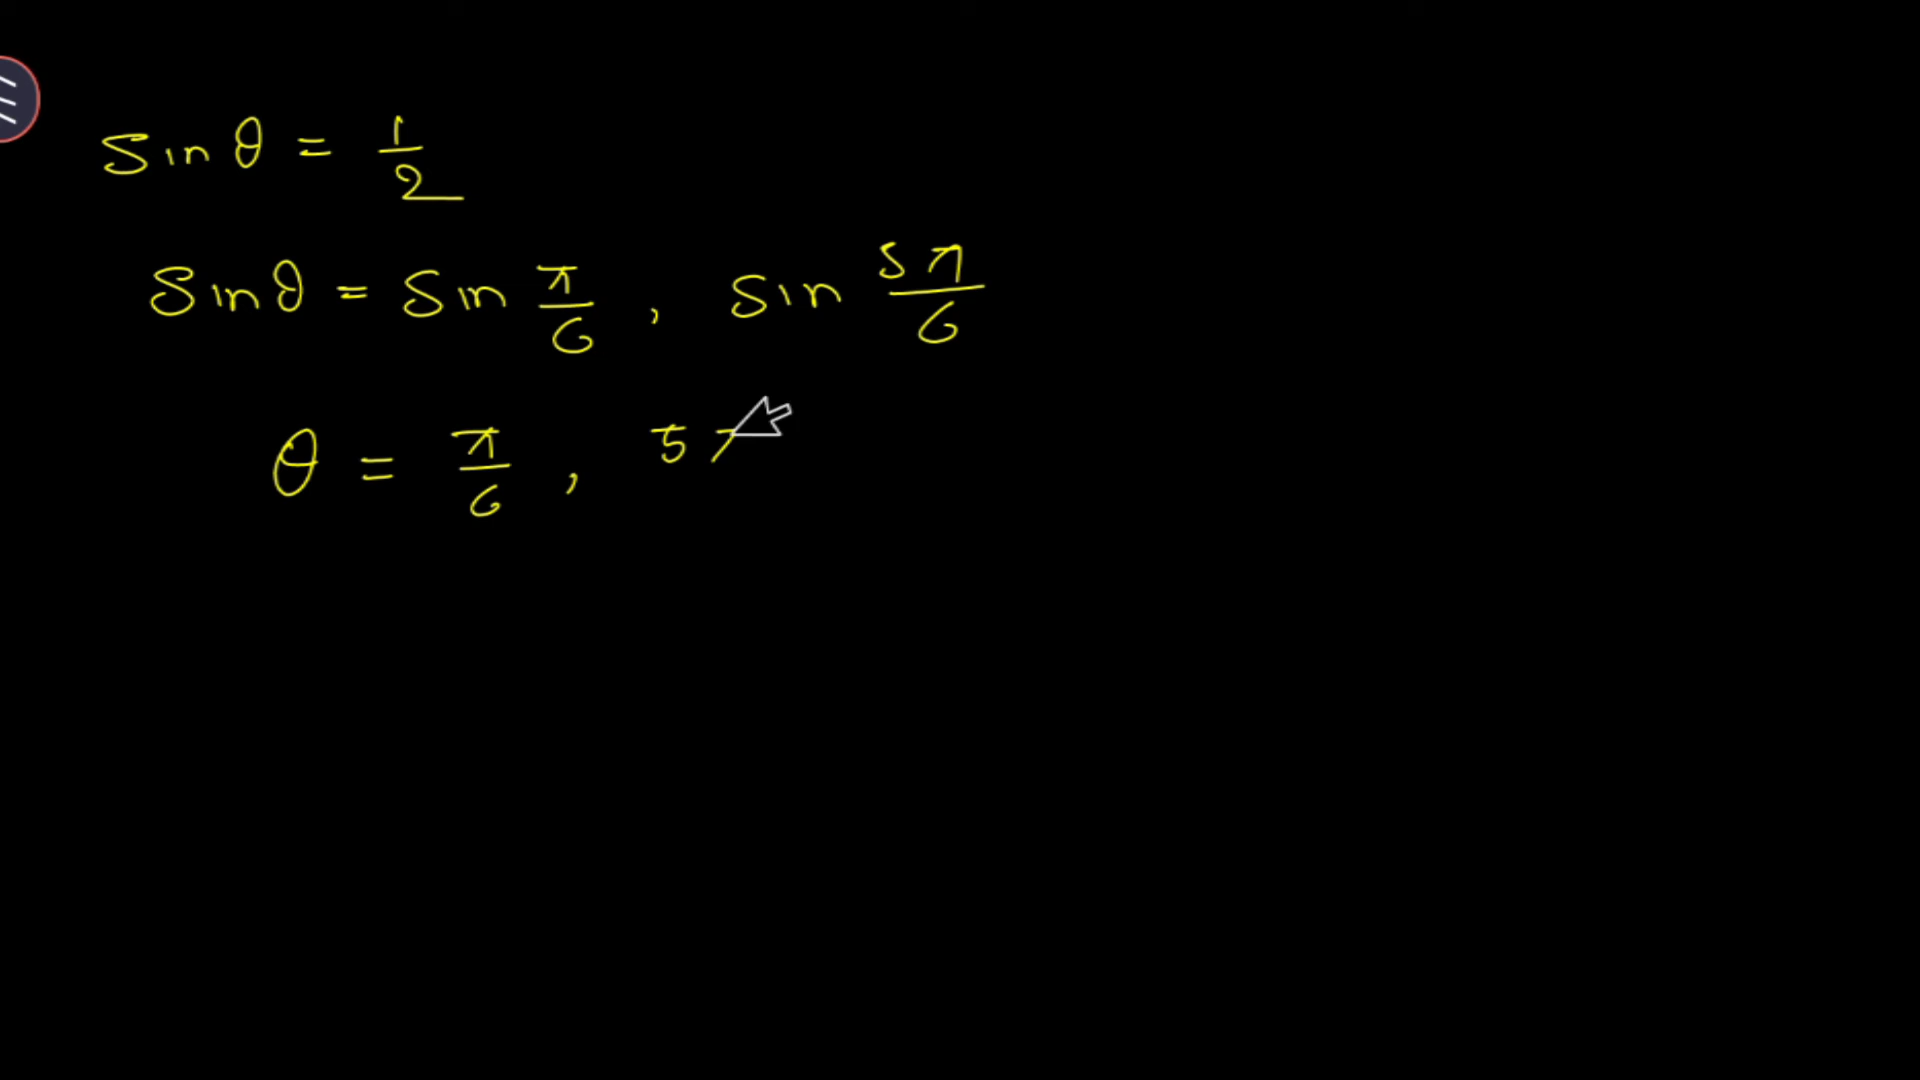 sin θ = 1/2
sin θ = sin π/6 , sin 5π/6
θ = π/6 , 5